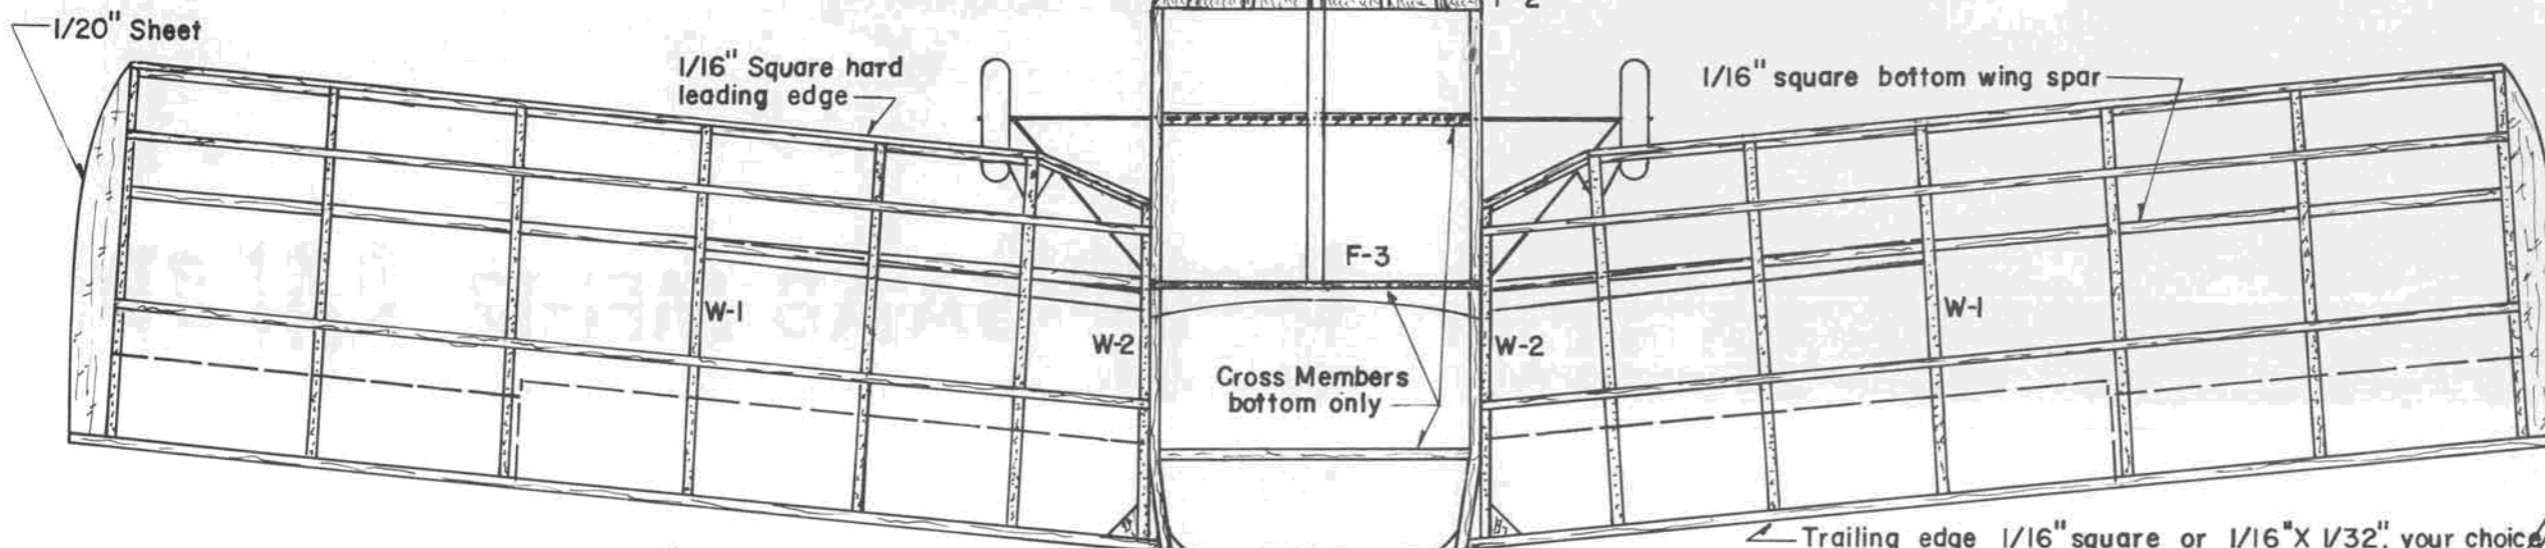 F-2
1/20" Sheet
1/16" Square hard
leading edge
1/16" square bottom wing spar
F-3
W-1
W-2
W-2
W-1
Cross Members
bottom only
Trailing edge 1/16" square or 1/16" X 1/32", your choice